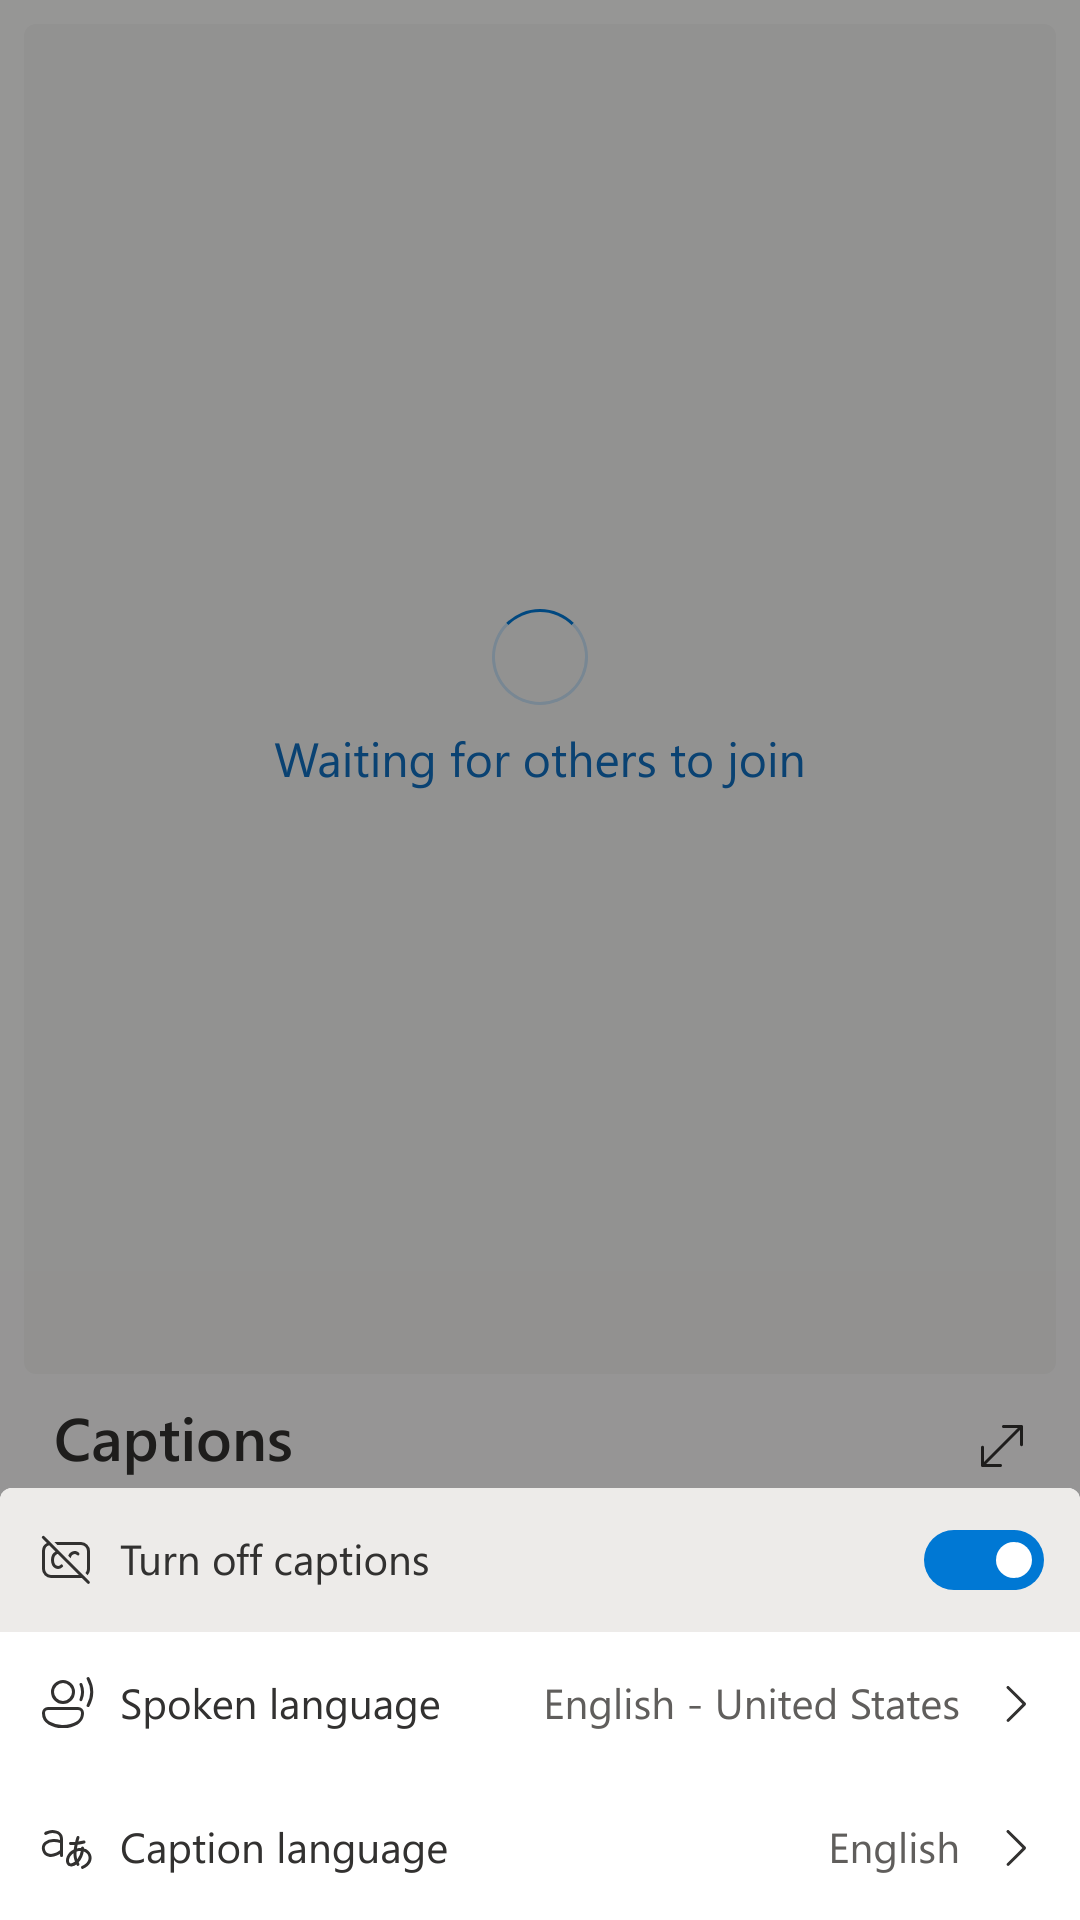 Waiting for others to join
Captions
Turn off captions
Spoken language English - United States
Caption language English